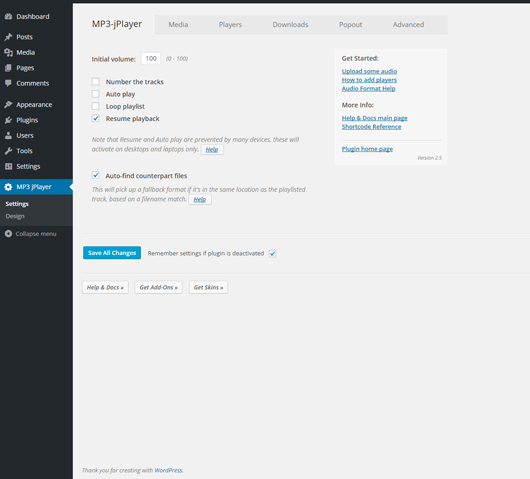 Dashboard
Posts
Media
Pages
Comments
Appearance
Plugins
Users
Tools
Settings
MP3 jPlayer
Settings
Design
Collapse menu
MP3-jPlayer
Media
Players
Downloads
Popout
Advanced
Initial volume: 100 (0 - 100)
Number the tracks
Auto play
Loop playlist
Resume playback
Note that Resume and Auto play are prevented by many devices, these will
activate on desktops and laptops only. Help
Auto-find counterpart files
This will pick up a fallback format if it's in the same location as the playlisted
track, based on a filename match. Help
Get Started:
Upload some audio
How to add players
Audio Format Help
More Info:
Help & Docs main page
Shortcode Reference
Plugin home page
Version 2.5
Save All Changes
Remember settings if plugin is deactivated
Help & Docs »
Get Add-Ons »
Get Skins »
Thank you for creating with WordPress.